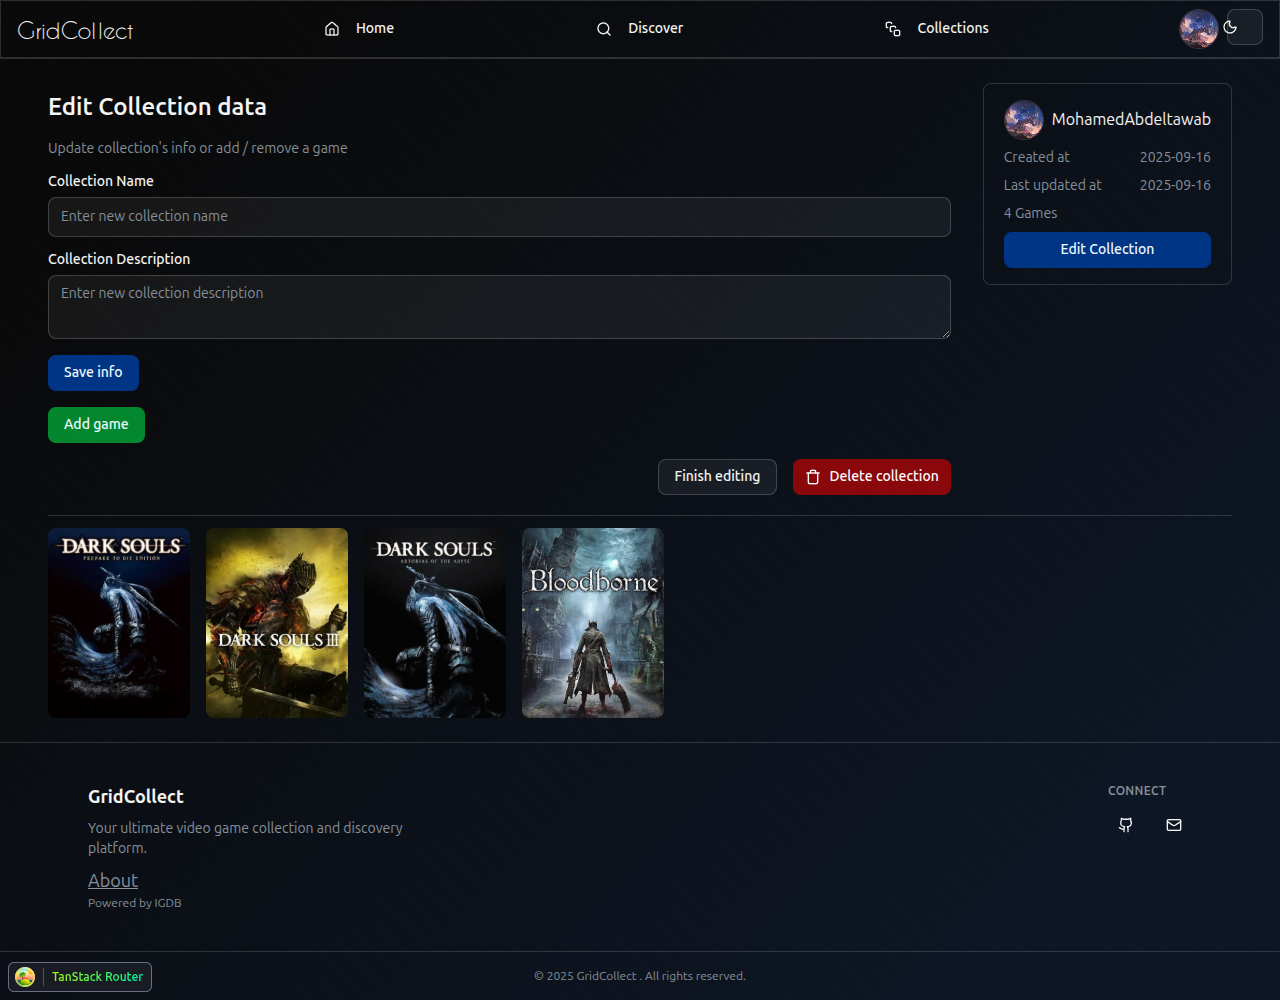 GridCollect
Home
Discover
Collections
Edit Collection data
Update collection's info or add / remove a game
Collection Name
Enter new collection name
Collection Description
Enter new collection description
Save info
Add game
Finish editing
Delete collection
MohamedAbdeltawab
Created at 2025-09-16
Last updated at 2025-09-16
4 Games
Edit Collection
DARK SOULS
PREPARE TO DIE EDITION
DARK SOULS III
DARK SOULS
ARTORIAS OF THE ABYSS
Bloodborne
GridCollect
Your ultimate video game collection and discovery
platform.
About
Powered by IGDB
CONNECT
TanStack Router
© 2025 GridCollect . All rights reserved.